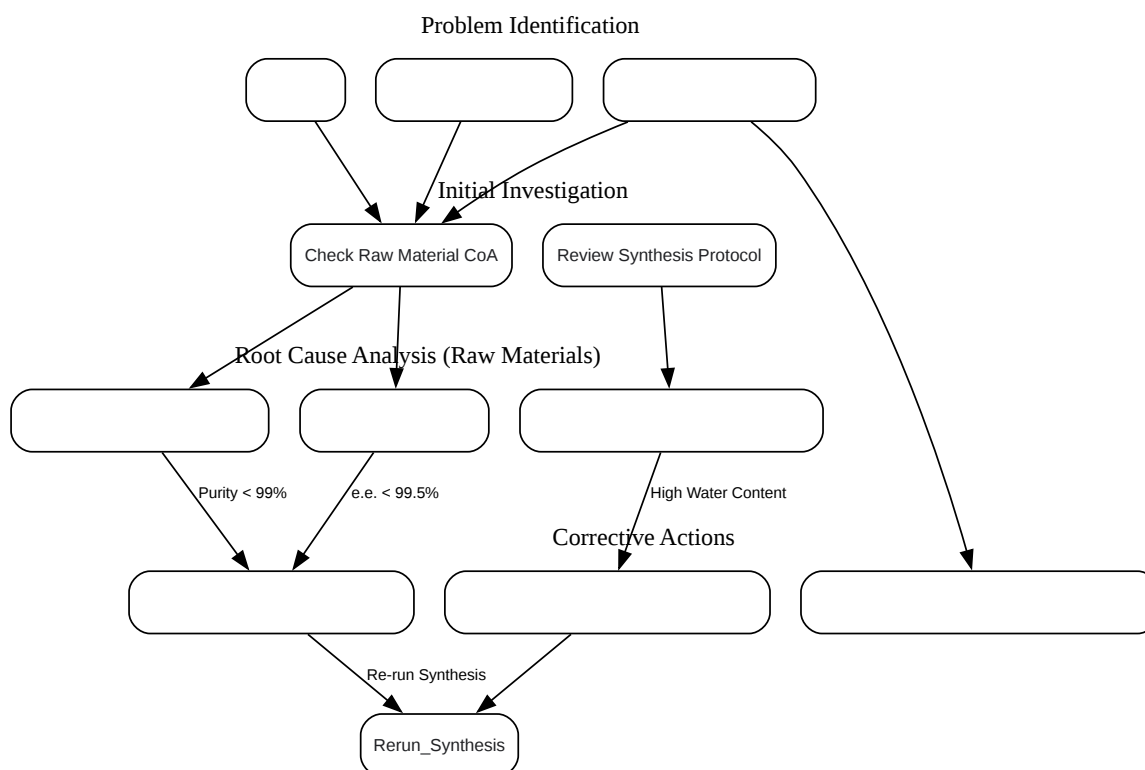 Problem Identification
Initial Investigation
Check Raw Material CoA
Review Synthesis Protocol
Root Cause Analysis (Raw Materials)
Purity < 99%
e.e. < 99.5%
High Water Content
Corrective Actions
Re-run Synthesis
Rerun_Synthesis